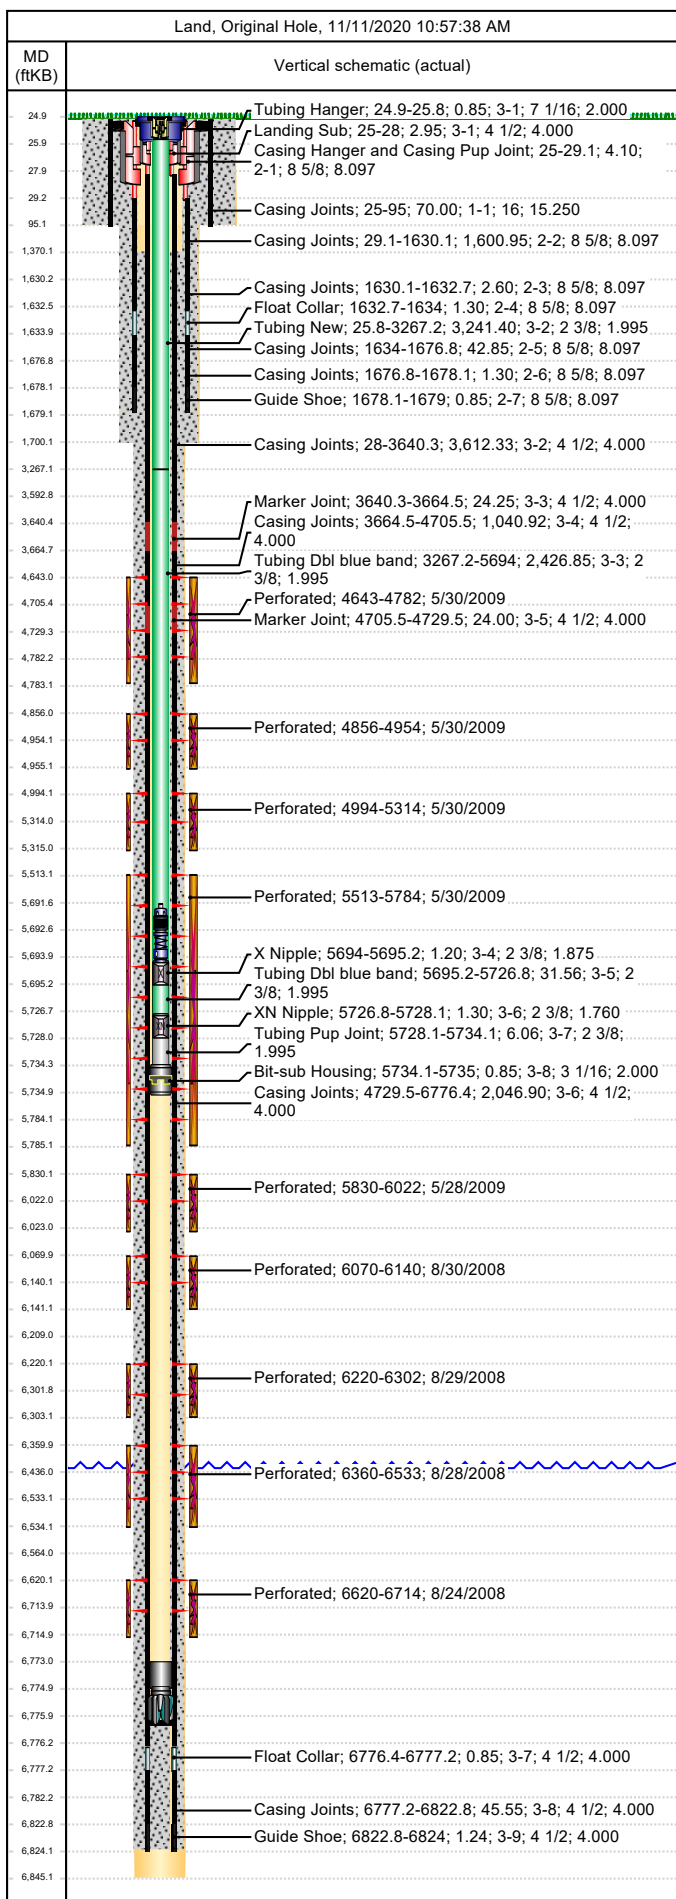 Land, Original Hole, 11/11/2020 10:57:38 AM
MD
(ftKB)
Vertical schematic (actual)
24.9
25.9
27.9
29.2
95.1
1,370.1
1,630.2
1,632.5
1,633.9
1,676.8
1,678.1
1,679.1
1,700.1
3,267.1
3,592.8
3,640.4
3,664.7
4,643.0
4,705.4
4,729.3
4,782.2
4,783.1
4,856.0
4,954.1
4,955.1
4,994.1
5,314.0
5,315.0
5,513.1
5,691.6
5,692.6
5,693.9
5,695.2
5,726.7
5,728.0
5,734.3
5,734.9
5,784.1
5,785.1
5,830.1
6,022.0
6,023.0
6,069.9
6,140.1
6,141.1
6,209.0
6,220.1
6,301.8
6,303.1
6,359.9
6,436.0
6,533.1
6,534.1
6,564.0
6,620.1
6,713.9
6,714.9
6,773.0
6,774.9
6,775.9
6,776.2
6,777.2
6,782.2
6,822.8
6,824.1
6,845.1
Tubing Hanger; 24.9-25.8; 0.85; 3-1; 7 1/16; 2.000
Landing Sub; 25-28; 2.95; 3-1; 4 1/2; 4.000
Casing Hanger and Casing Pup Joint; 25-29.1; 4.10;
2-1; 8 5/8; 8.097
Casing Joints; 25-95; 70.00; 1-1; 16; 15.250
Casing Joints; 29.1-1630.1; 1,600.95; 2-2; 8 5/8; 8.097
Casing Joints; 1630.1-1632.7; 2.60; 2-3; 8 5/8; 8.097
Float Collar; 1632.7-1634; 1.30; 2-4; 8 5/8; 8.097
Tubing New; 25.8-3267.2; 3,241.40; 3-2; 2 3/8; 1.995
Casing Joints; 1634-1676.8; 42.85; 2-5; 8 5/8; 8.097
Casing Joints; 1676.8-1678.1; 1.30; 2-6; 8 5/8; 8.097
Guide Shoe; 1678.1-1679; 0.85; 2-7; 8 5/8; 8.097
Casing Joints; 28-3640.3; 3,612.33; 3-2; 4 1/2; 4.000
Marker Joint; 3640.3-3664.5; 24.25; 3-3; 4 1/2; 4.000
Casing Joints; 3664.5-4705.5; 1,040.92; 3-4; 4 1/2;
4.000
Tubing Dbl blue band; 3267.2-5694; 2,426.85; 3-3; 2
3/8; 1.995
Perforated; 4643-4782; 5/30/2009
Marker Joint; 4705.5-4729.5; 24.00; 3-5; 4 1/2; 4.000
Perforated; 4856-4954; 5/30/2009
Perforated; 4994-5314; 5/30/2009
Perforated; 5513-5784; 5/30/2009
X Nipple; 5694-5695.2; 1.20; 3-4; 2 3/8; 1.875
Tubing Dbl blue band; 5695.2-5726.8; 31.56; 3-5; 2
3/8; 1.995
XN Nipple; 5726.8-5728.1; 1.30; 3-6; 2 3/8; 1.760
Tubing Pup Joint; 5728.1-5734.1; 6.06; 3-7; 2 3/8;
1.995
Bit-sub Housing; 5734.1-5735; 0.85; 3-8; 3 1/16; 2.000
Casing Joints; 4729.5-6776.4; 2,046.90; 3-6; 4 1/2;
4.000
Perforated; 5830-6022; 5/28/2009
Perforated; 6070-6140; 8/30/2008
Perforated; 6220-6302; 8/29/2008
Perforated; 6360-6533; 8/28/2008
Perforated; 6620-6714; 8/24/2008
Float Collar; 6776.4-6777.2; 0.85; 3-7; 4 1/2; 4.000
Casing Joints; 6777.2-6822.8; 45.55; 3-8; 4 1/2; 4.000
Guide Shoe; 6822.8-6824; 1.24; 3-9; 4 1/2; 4.000